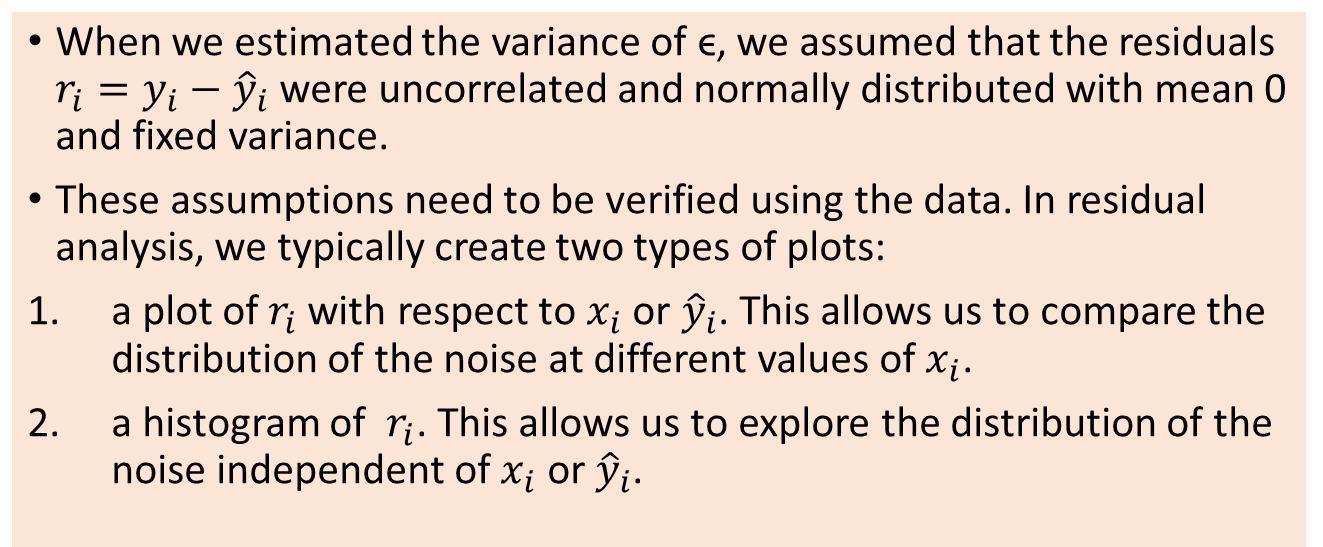 • When we estimated the variance of ϵ, we assumed that the residuals
rᵢ = yᵢ − ŷᵢ were uncorrelated and normally distributed with mean 0
and fixed variance.
• These assumptions need to be verified using the data. In residual
analysis, we typically create two types of plots:
1. a plot of rᵢ with respect to xᵢ or ŷᵢ. This allows us to compare the
distribution of the noise at different values of xᵢ.
2. a histogram of rᵢ. This allows us to explore the distribution of the
noise independent of xᵢ or ŷᵢ.